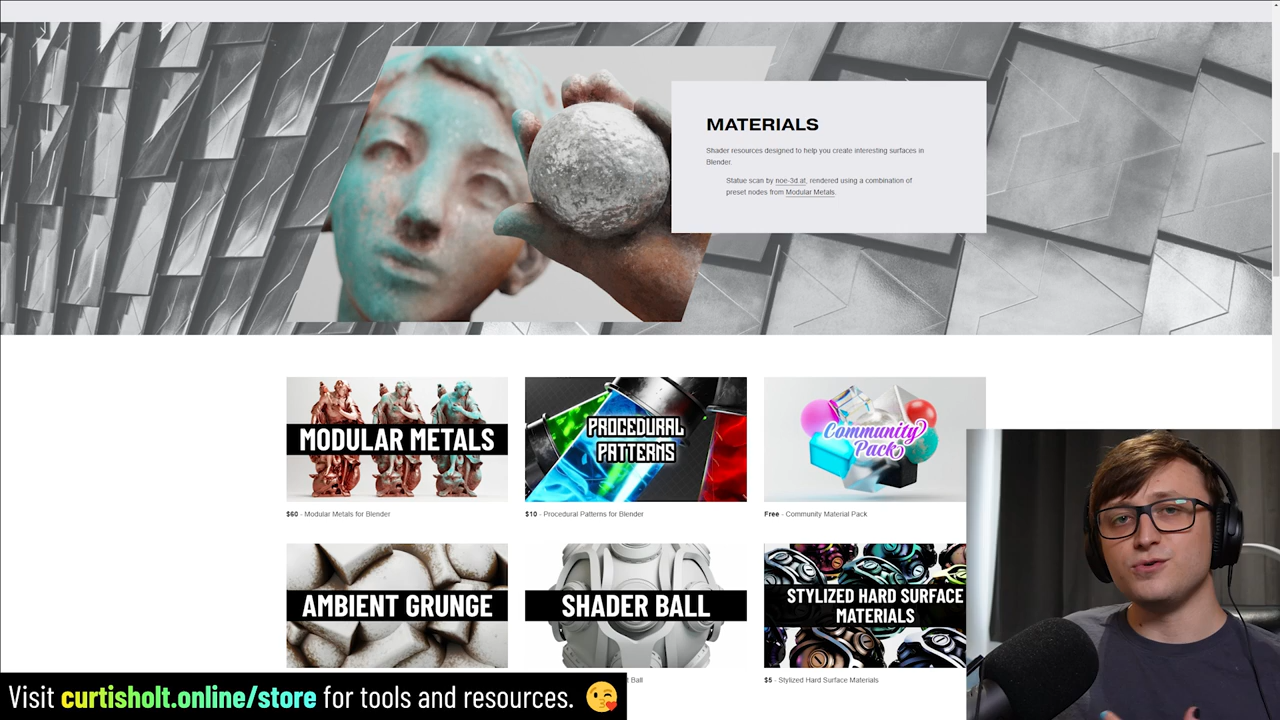 MATERIALS
Shader resources designed to help you create interesting surfaces in
Blender.
Statue scan by noe-3d.at, rendered using a combination of
preset nodes from Modular Metals.
MODULAR METALS
PROCEDURAL
PATTERNS
Community
Pack
$60 - Modular Metals for Blender
$10 - Procedural Patterns for Blender
Free - Community Material Pack
AMBIENT GRUNGE
SHADER BALL
STYLIZED HARD SURFACE
MATERIALS
t Ball
$5 - Stylized Hard Surface Materials
Visit curtisholt.online/store for tools and resources. 😘